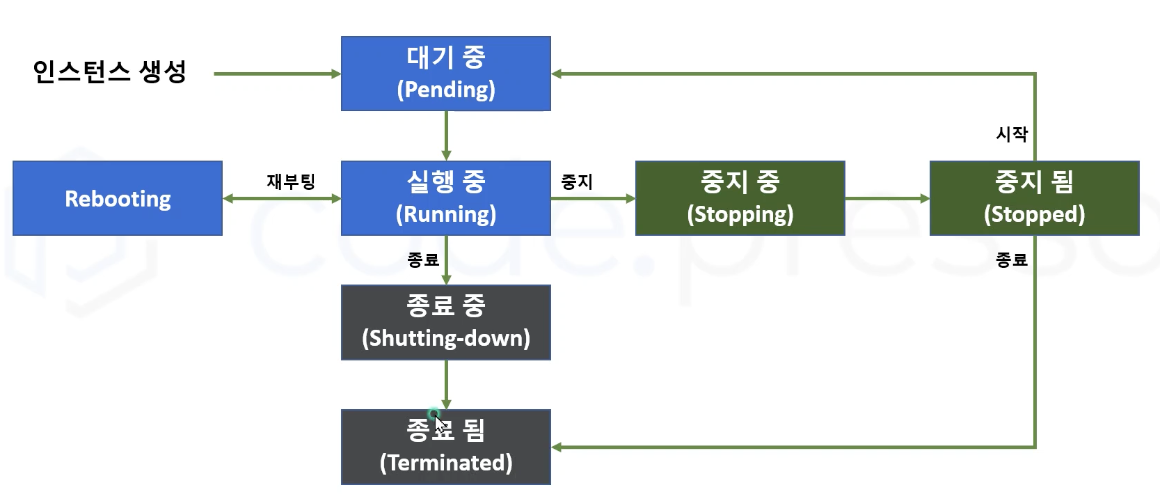 인스턴스 생성
대기 중
(Pending)
시작
Rebooting
재부팅
실행 중
(Running)
중지
중지 중
(Stopping)
중지 됨
(Stopped)
종료
종료
종료 중
(Shutting-down)
종료 됨
(Terminated)
code.presso